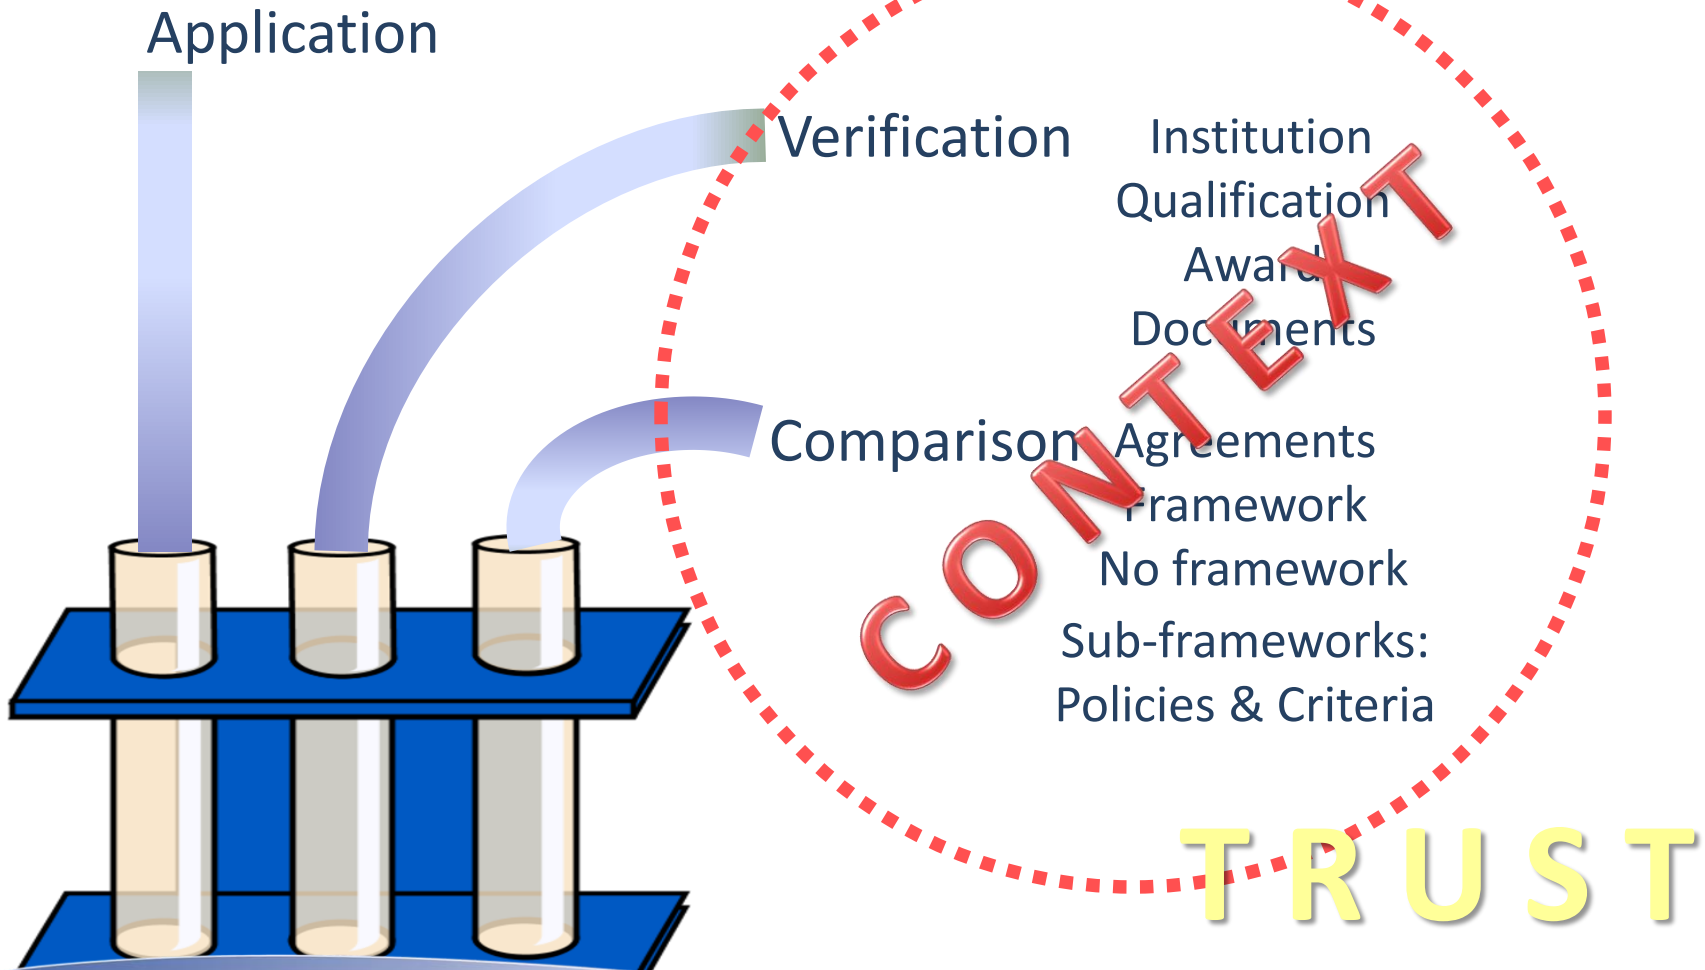 Application
Verification
Institution
Qualification
Award
Documents
Comparison
Agreements
Framework
No framework
Sub-frameworks:
Policies & Criteria
CONTEXT
TRUST